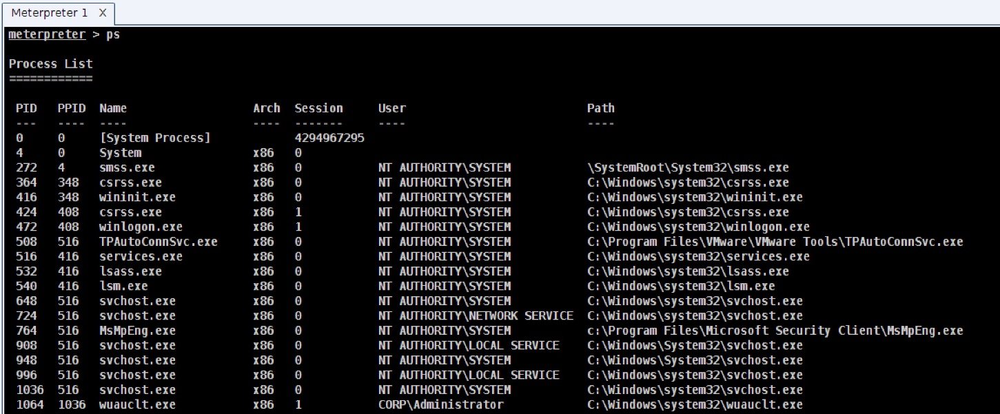 Meterpreter 1 X
meterpreter > ps
Process List
============
PID PPID Name Arch Session User Path
--- ---- ---- ---- ------- ---- ----
0 0 [System Process] 4294967295
4 0 System x86 0
272 4 smss.exe x86 0 NT AUTHORITY\SYSTEM \SystemRoot\System32\smss.exe
364 348 csrss.exe x86 0 NT AUTHORITY\SYSTEM C:\Windows\system32\csrss.exe
416 348 wininit.exe x86 0 NT AUTHORITY\SYSTEM C:\Windows\system32\wininit.exe
424 408 csrss.exe x86 1 NT AUTHORITY\SYSTEM C:\Windows\system32\csrss.exe
472 408 winlogon.exe x86 1 NT AUTHORITY\SYSTEM C:\Windows\system32\winlogon.exe
508 516 TPAutoConnSvc.exe x86 0 NT AUTHORITY\SYSTEM C:\Program Files\VMware\VMware Tools\TPAutoConnSvc.exe
516 416 services.exe x86 0 NT AUTHORITY\SYSTEM C:\Windows\system32\services.exe
532 416 lsass.exe x86 0 NT AUTHORITY\SYSTEM C:\Windows\system32\lsass.exe
540 416 lsm.exe x86 0 NT AUTHORITY\SYSTEM C:\Windows\system32\lsm.exe
648 516 svchost.exe x86 0 NT AUTHORITY\SYSTEM C:\Windows\system32\svchost.exe
724 516 svchost.exe x86 0 NT AUTHORITY\NETWORK SERVICE C:\Windows\system32\svchost.exe
764 516 MsMpEng.exe x86 0 NT AUTHORITY\SYSTEM c:\Program Files\Microsoft Security Client\MsMpEng.exe
908 516 svchost.exe x86 0 NT AUTHORITY\LOCAL SERVICE C:\Windows\System32\svchost.exe
948 516 svchost.exe x86 0 NT AUTHORITY\SYSTEM C:\Windows\System32\svchost.exe
996 516 svchost.exe x86 0 NT AUTHORITY\LOCAL SERVICE C:\Windows\system32\svchost.exe
1036 516 svchost.exe x86 0 NT AUTHORITY\SYSTEM C:\Windows\system32\svchost.exe
1064 1036 wuauclt.exe x86 1 CORP\Administrator C:\Windows\system32\wuauclt.exe